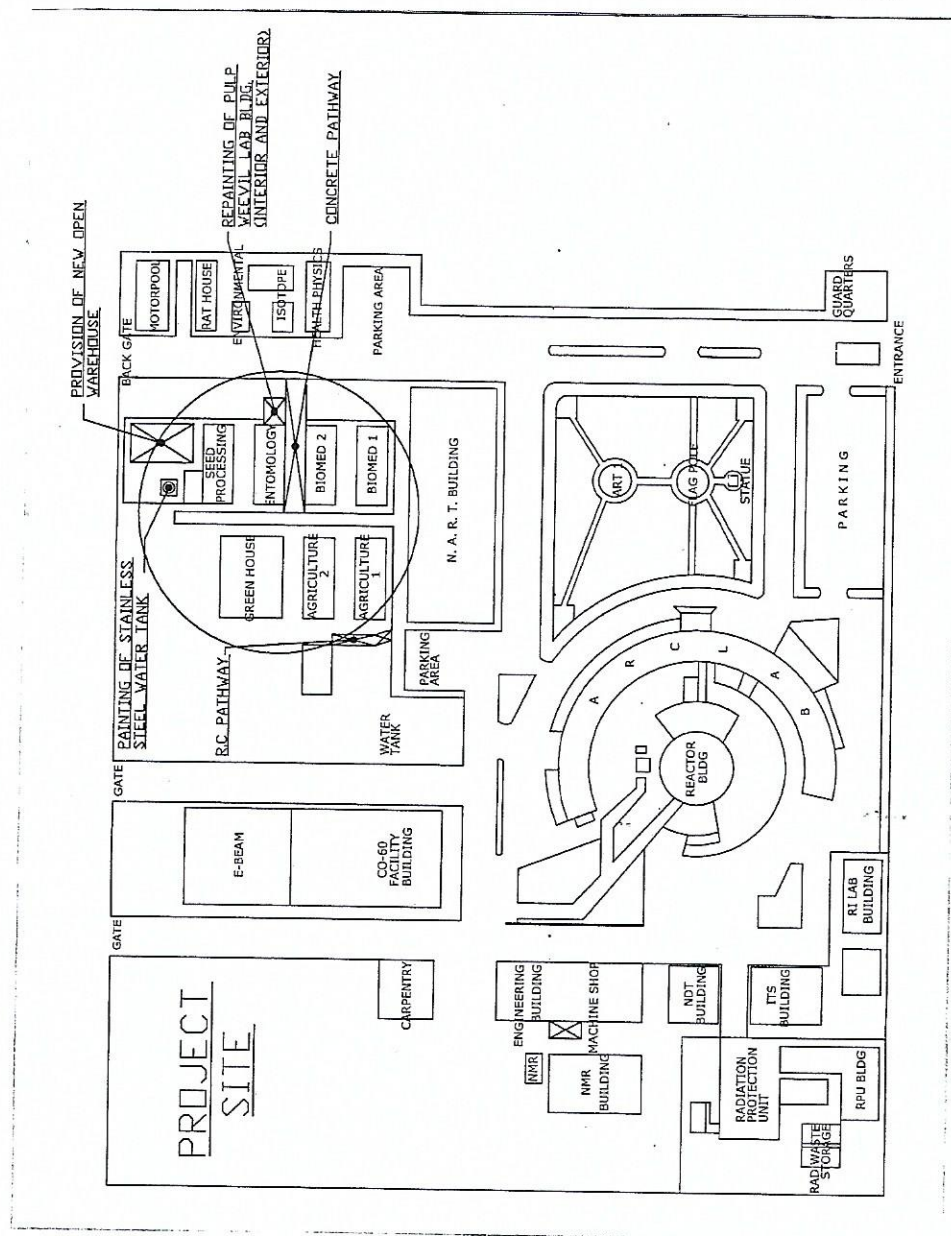 PROJECT
SITE
PAINTING OF STAINLESS
STEEL WATER TANK
PROVISION OF NEW OPEN
WAREHOUSE
R.C PATHWAY
REPAINTING OF PULP
WEEVIL LAB BLDG.
(INTERIOR AND EXTERIOR)
CONCRETE PATHWAY
GATE
GATE
BACK GATE
MOTORPOOL
RAT HOUSE
ENVIRONMENTAL
ISOTOPE
HEALTH PHYSICS
PARKING AREA
SEED
PROCESSING
ENTOMOLOGY
BIOMED 2
BIOMED 1
GREEN HOUSE
AGRICULTURE
2
AGRICULTURE
1
E-BEAM
CO-60
FACILITY
BUILDING
WATER
TANK
PARKING
AREA
N. A. R. T. BUILDING
CARPENTRY
ENGINEERING
BUILDING
MACHINE SHOP
NMR
NMR
BUILDING
NDT
BUILDING
ITS
BUILDING
RADIATION
PROTECTION
UNIT
RAD WASTE
STORAGE
RPU BLDG
RI LAB
BUILDING
REACTOR
BLDG
A R C L A B
ART 1
FLAG POLE
STATUE
PARKING
GUARD
QUARTERS
ENTRANCE